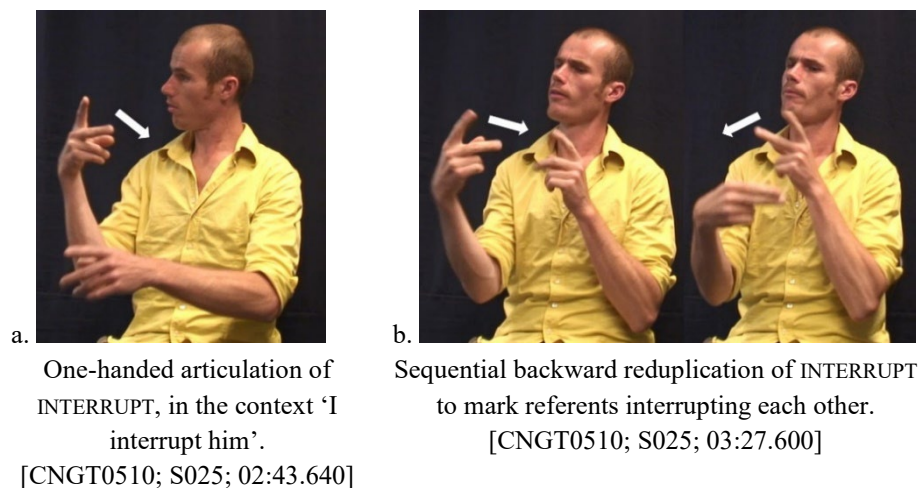 a.
One-handed articulation of
INTERRUPT, in the context ‘I
interrupt him’.
[CNGT0510; S025; 02:43.640]
b.
Sequential backward reduplication of INTERRUPT
to mark referents interrupting each other.
[CNGT0510; S025; 03:27.600]